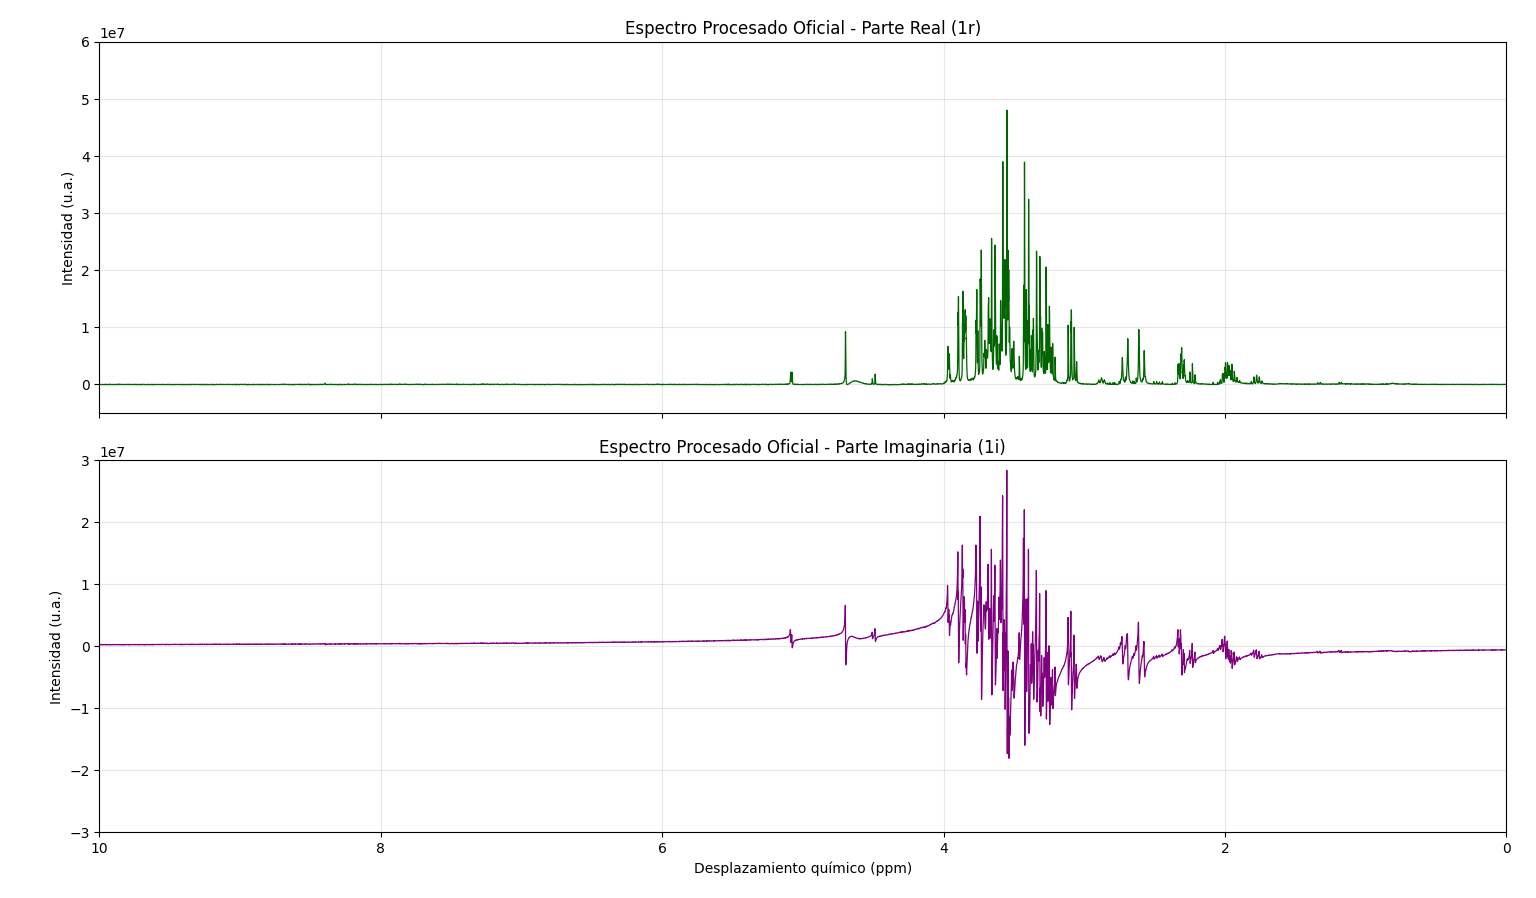 Espectro Procesado Oficial - Parte Real (1r)
1e7
6
5
4
3
2
1
0
Intensidad (u.a.)
Espectro Procesado Oficial - Parte Imaginaria (1i)
1e7
3
2
1
0
−1
−2
−3
Intensidad (u.a.)
10 8 6 4 2 0
Desplazamiento químico (ppm)